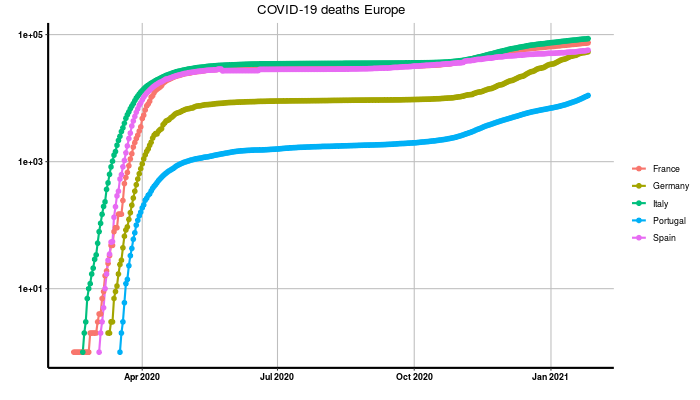 COVID-19 deaths Europe
1e+05
1e+03
1e+01
Apr 2020
Jul 2020
Oct 2020
Jan 2021
France
Germany
Italy
Portugal
Spain